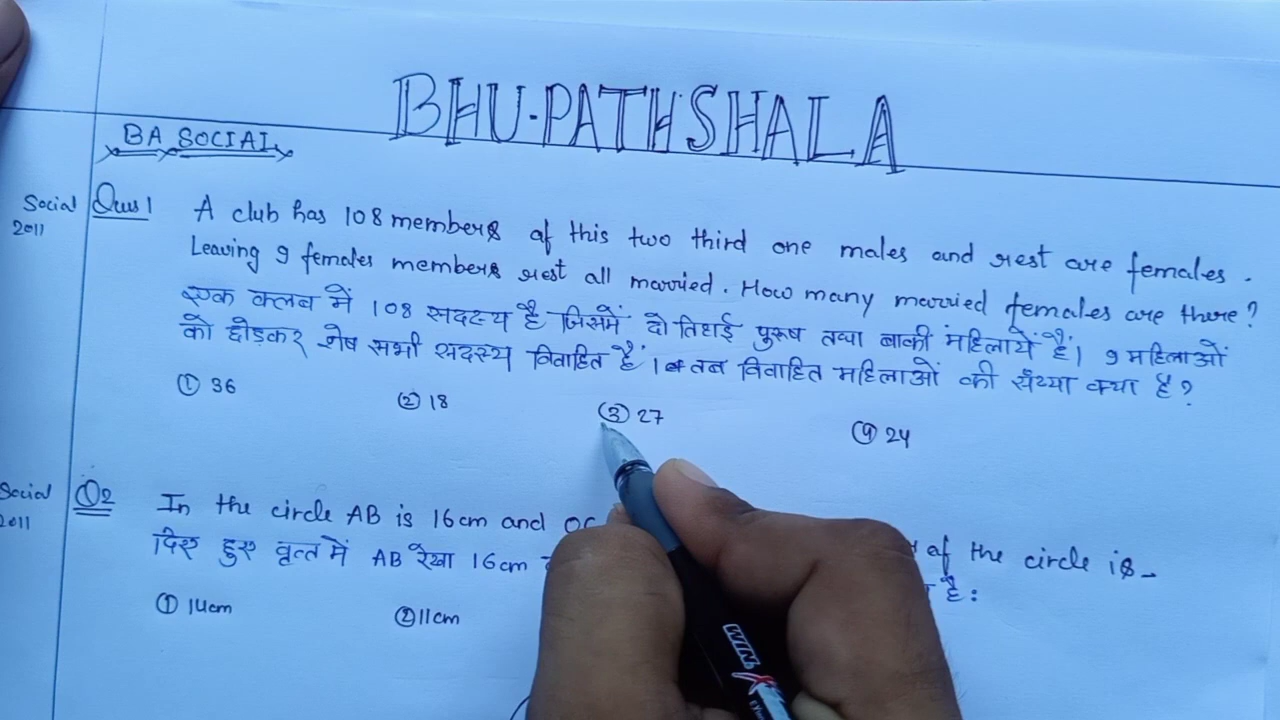 BHU-PATHSHALA
BA SOCIAL
Social 2011
Qus 1 A club has 108 members of this two third one males and rest are females.
Leaving 9 females members rest all married. How many married females are there?
एक क्लब में 108 सदस्य है जिसमें दो तिहाई पुरूष तथा बाकी महिलायें हैं। 9 महिलाओं
को छोड़कर शेष सभी सदस्य विवाहित हैं। तब विवाहित महिलाओं की सँख्या क्या है?
① 36 ② 18 ③ 27 ④ 24
Social 2011
Q2 In the circle AB is 16cm and OC of the circle is-
दिए हुए वृत्त में AB रेखा 16cm है:
① 14cm ② 11cm
WIN